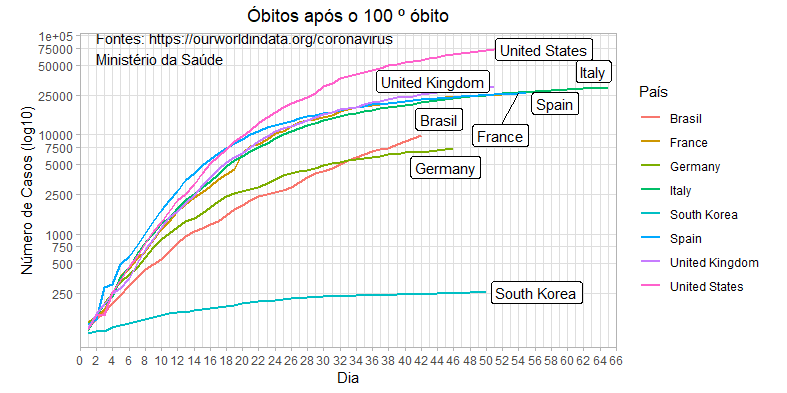 Óbitos após o 100 º óbito
Fontes: https://ourworldindata.org/coronavirus
Ministério da Saúde
Número de Casos (log10)
1e+05
75000
50000
25000
10000
7500
5000
2500
1000
750
500
250
United States
Italy
United Kingdom
Spain
Brasil
France
Germany
South Korea
0 2 4 6 8 10 12 14 16 18 20 22 24 26 28 30 32 34 36 38 40 42 44 46 48 50 52 54 56 58 60 62 64 66
Dia
País
Brasil
France
Germany
Italy
South Korea
Spain
United Kingdom
United States